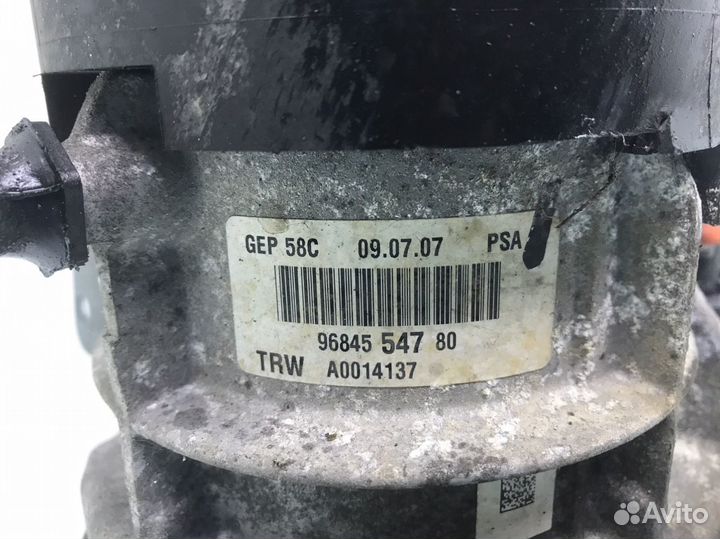 GEP 58C 09.07.07 PSA
96845 547 80
TRW A0014137
Avito